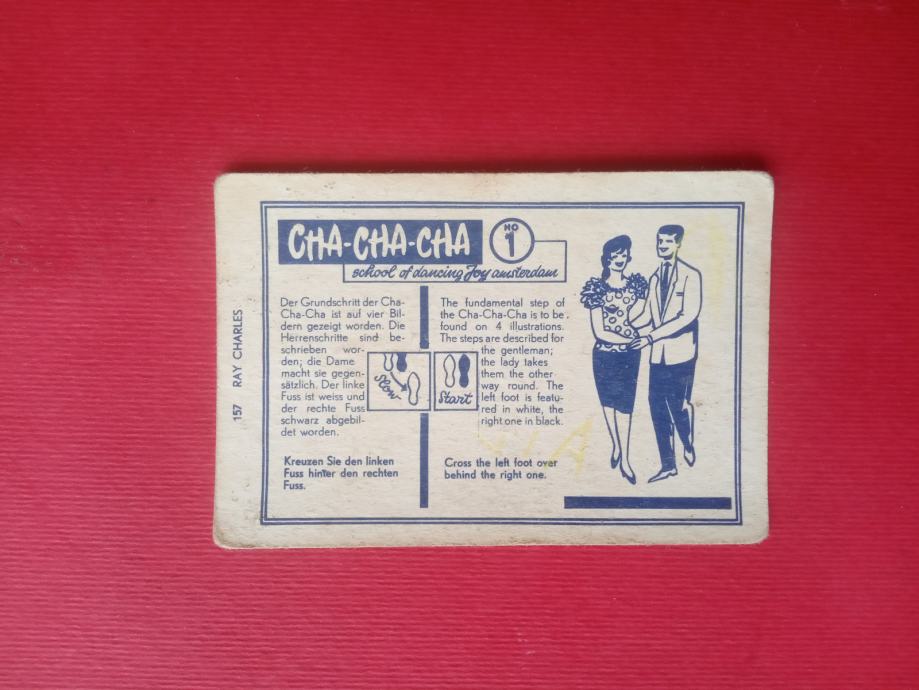 CHA-CHA-CHA
NO 1
school of dancing Joy amsterdam
Der Grundschritt der Cha-
Cha-Cha ist auf vier Bil-
dern gezeigt worden. Die
Herrenschritte sind be-
schrieben wor-
den; die Dame
macht sie gegen-
sätzlich. Der linke
Fuss ist weiss und
der rechte Fuss
schwarz abgebil-
det worden.
Kreuzen Sie den linken
Fuss hinter den rechten
Fuss.
Slow
Start
The fundamental step of
the Cha-Cha-Cha is to be
found on 4 illustrations.
The steps are described for
the gentleman;
the lady takes
them the other
way round. The
left foot is featu-
red in white, the
right one in black.
Cross the left foot over
behind the right one.
157 RAY CHARLES